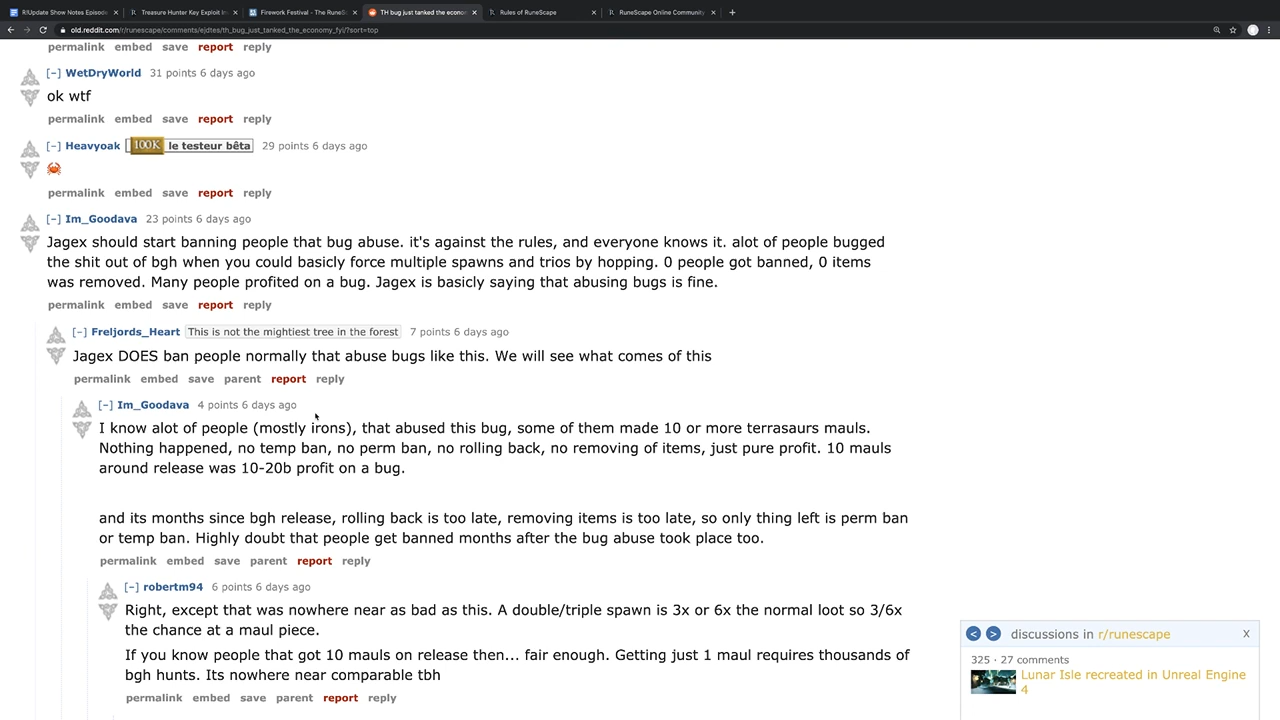 R!Update Show Notes Episode
Treasure Hunter Key Exploit In
Firework Festival - The RuneSc
TH bug just tanked the econo
Rules of RuneScape
RuneScape Online Community
old.reddit.com/r/runescape/comments/ejdtes/th_bug_just_tanked_the_economy_fyi/?sort=top
permalink embed save report reply
[–] WetDryWorld 31 points 6 days ago
ok wtf
permalink embed save report reply
[–] Heavyoak 100K le testeur bêta 29 points 6 days ago
🦀
permalink embed save report reply
[–] Im_Goodava 23 points 6 days ago
Jagex should start banning people that bug abuse. it's against the rules, and everyone knows it. alot of people bugged
the shit out of bgh when you could basicly force multiple spawns and trios by hopping. 0 people got banned, 0 items
was removed. Many people profited on a bug. Jagex is basicly saying that abusing bugs is fine.
permalink embed save report reply
[–] Freljords_Heart This is not the mightiest tree in the forest 7 points 6 days ago
Jagex DOES ban people normally that abuse bugs like this. We will see what comes of this
permalink embed save parent report reply
[–] Im_Goodava 4 points 6 days ago
I know alot of people (mostly irons), that abused this bug, some of them made 10 or more terrasaurs mauls.
Nothing happened, no temp ban, no perm ban, no rolling back, no removing of items, just pure profit. 10 mauls
around release was 10-20b profit on a bug.
and its months since bgh release, rolling back is too late, removing items is too late, so only thing left is perm ban
or temp ban. Highly doubt that people get banned months after the bug abuse took place too.
permalink embed save parent report reply
[–] robertm94 6 points 6 days ago
Right, except that was nowhere near as bad as this. A double/triple spawn is 3x or 6x the normal loot so 3/6x
the chance at a maul piece.
If you know people that got 10 mauls on release then... fair enough. Getting just 1 maul requires thousands of
bgh hunts. Its nowhere near comparable tbh
permalink embed save parent report reply
< > discussions in r/runescape X
325 · 27 comments
Lunar Isle recreated in Unreal Engine
4